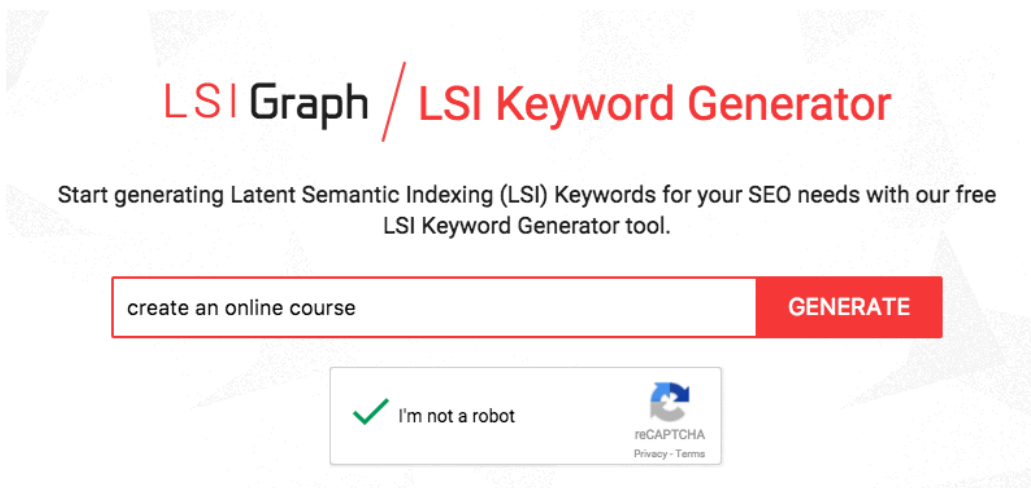 LSI Graph / LSI Keyword Generator
Start generating Latent Semantic Indexing (LSI) Keywords for your SEO needs with our free
LSI Keyword Generator tool.
create an online course
GENERATE
I'm not a robot
reCAPTCHA
Privacy - Terms